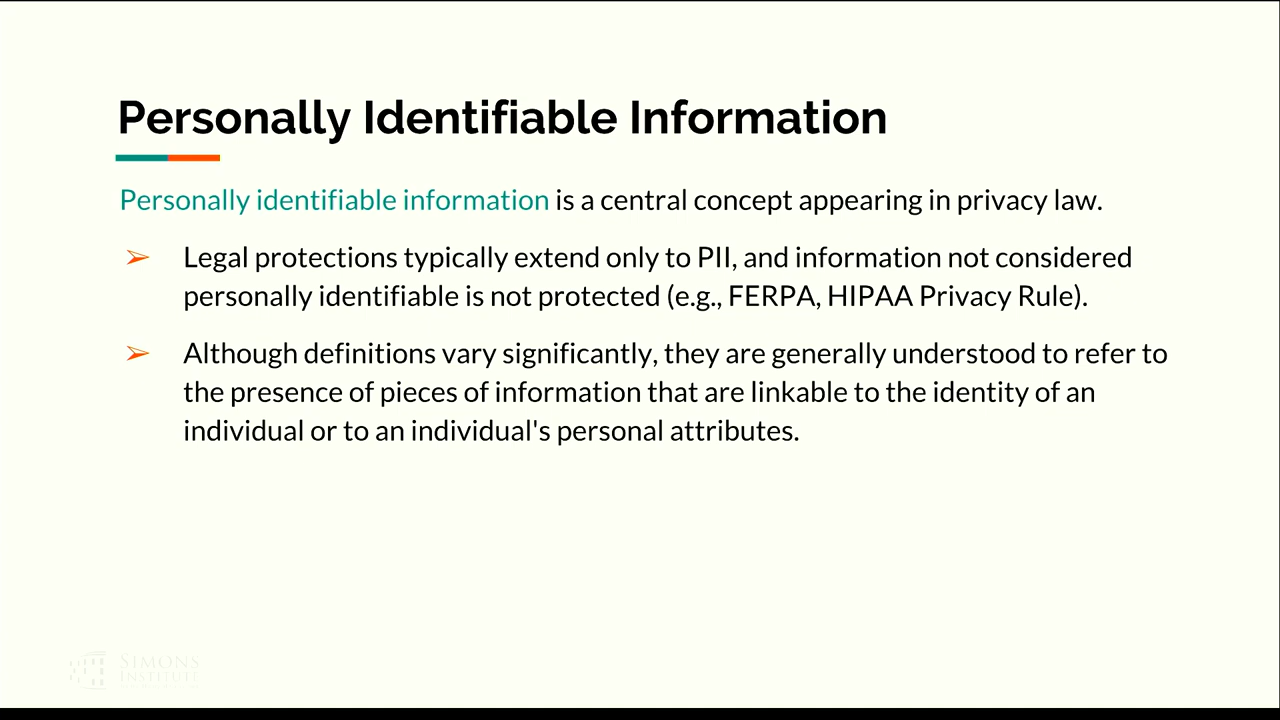 Personally Identifiable Information
Personally identifiable information is a central concept appearing in privacy law.
➢ Legal protections typically extend only to PII, and information not considered
personally identifiable is not protected (e.g., FERPA, HIPAA Privacy Rule).
➢ Although definitions vary significantly, they are generally understood to refer to
the presence of pieces of information that are linkable to the identity of an
individual or to an individual's personal attributes.
SIMONS
INSTITUTE